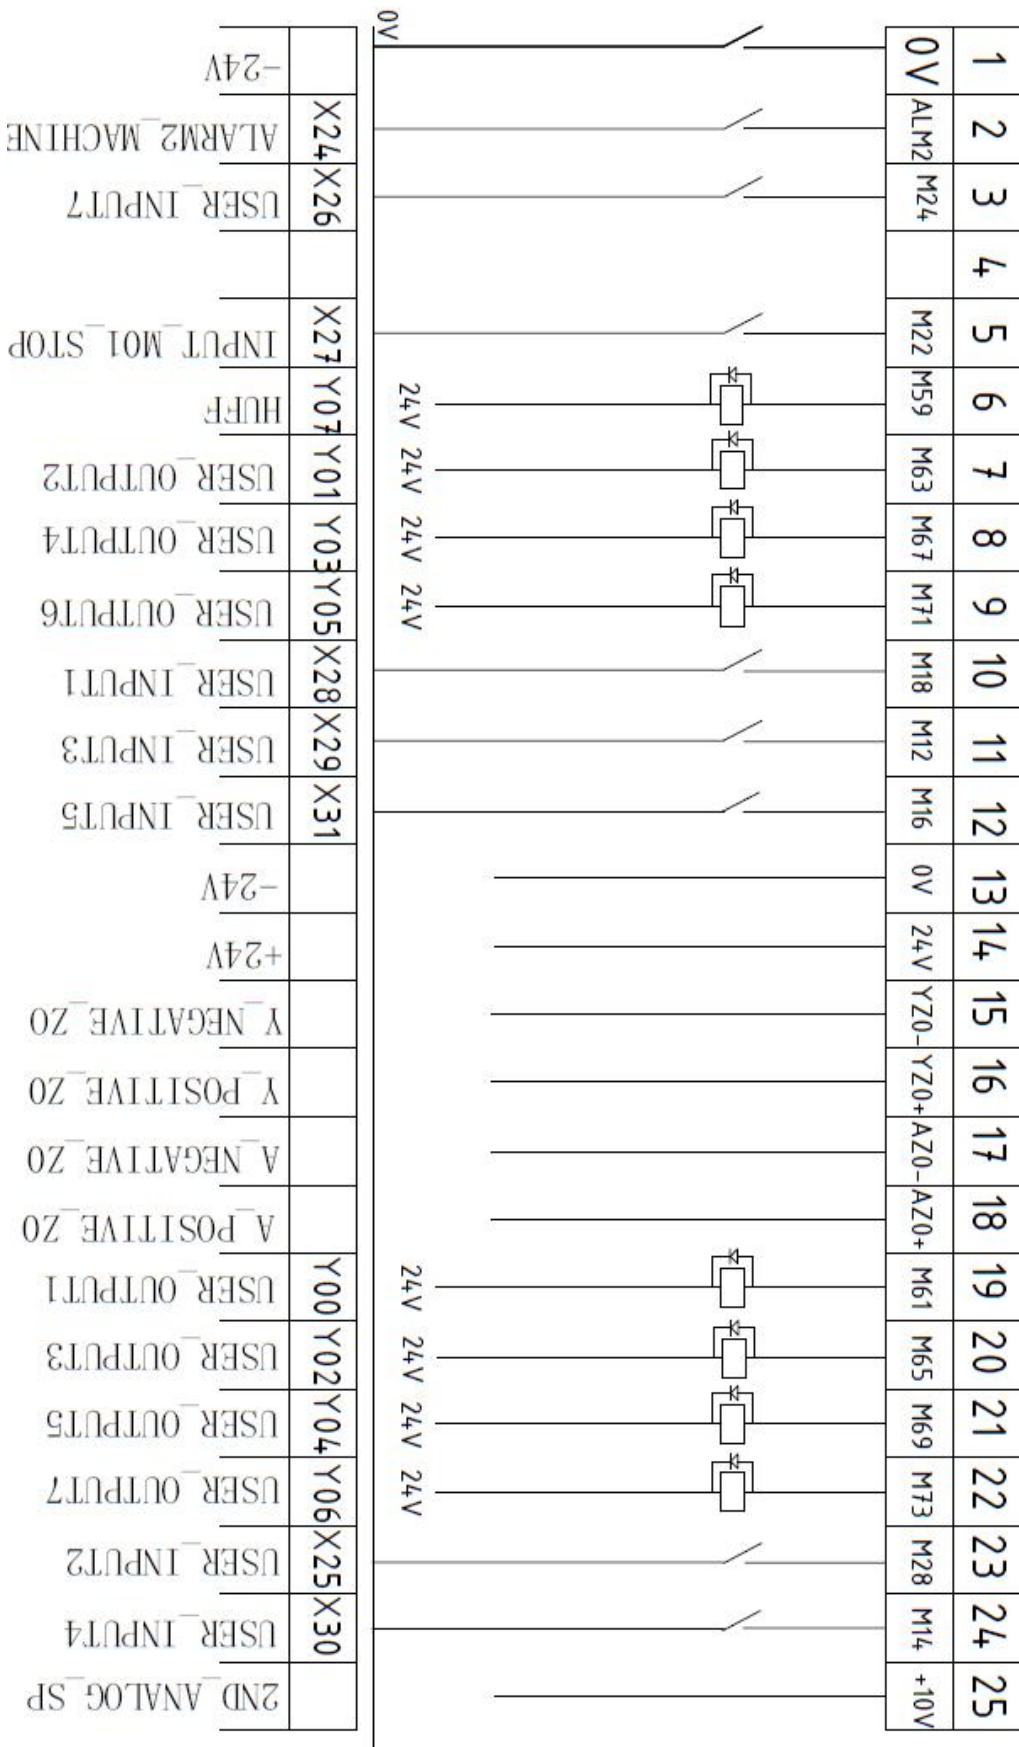 0V
-24V 0V 1
ALARM2_MACHINE X24 ALM2 2
USER_INPUT7 X26 M24 3
4
INPUT_M01_STOP X27 M22 5
HUFF Y07 24V M59 6
USER_OUTPUT2 Y01 24V M63 7
USER_OUTPUT4 Y03 24V M67 8
USER_OUTPUT6 Y05 24V M71 9
USER_INPUT1 X28 M18 10
USER_INPUT3 X29 M12 11
USER_INPUT5 X31 M16 12
-24V 0V 13
+24V 24V 14
Y_NEGATIVE_Z0 YZ0- 15
Y_POSITIVE_Z0 YZ0+ 16
A_NEGATIVE_Z0 AZ0- 17
A_POSITIVE_Z0 AZ0+ 18
USER_OUTPUT1 Y00 24V M61 19
USER_OUTPUT3 Y02 24V M65 20
USER_OUTPUT5 Y04 24V M69 21
USER_OUTPUT7 Y06 24V M73 22
USER_INPUT2 X25 M28 23
USER_INPUT4 X30 M14 24
2ND_ANALOG_SP +10V 25